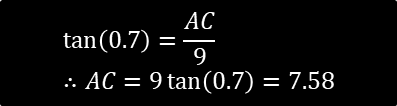 tan(0.7) = AC/9
∴ AC = 9 tan(0.7) = 7.58